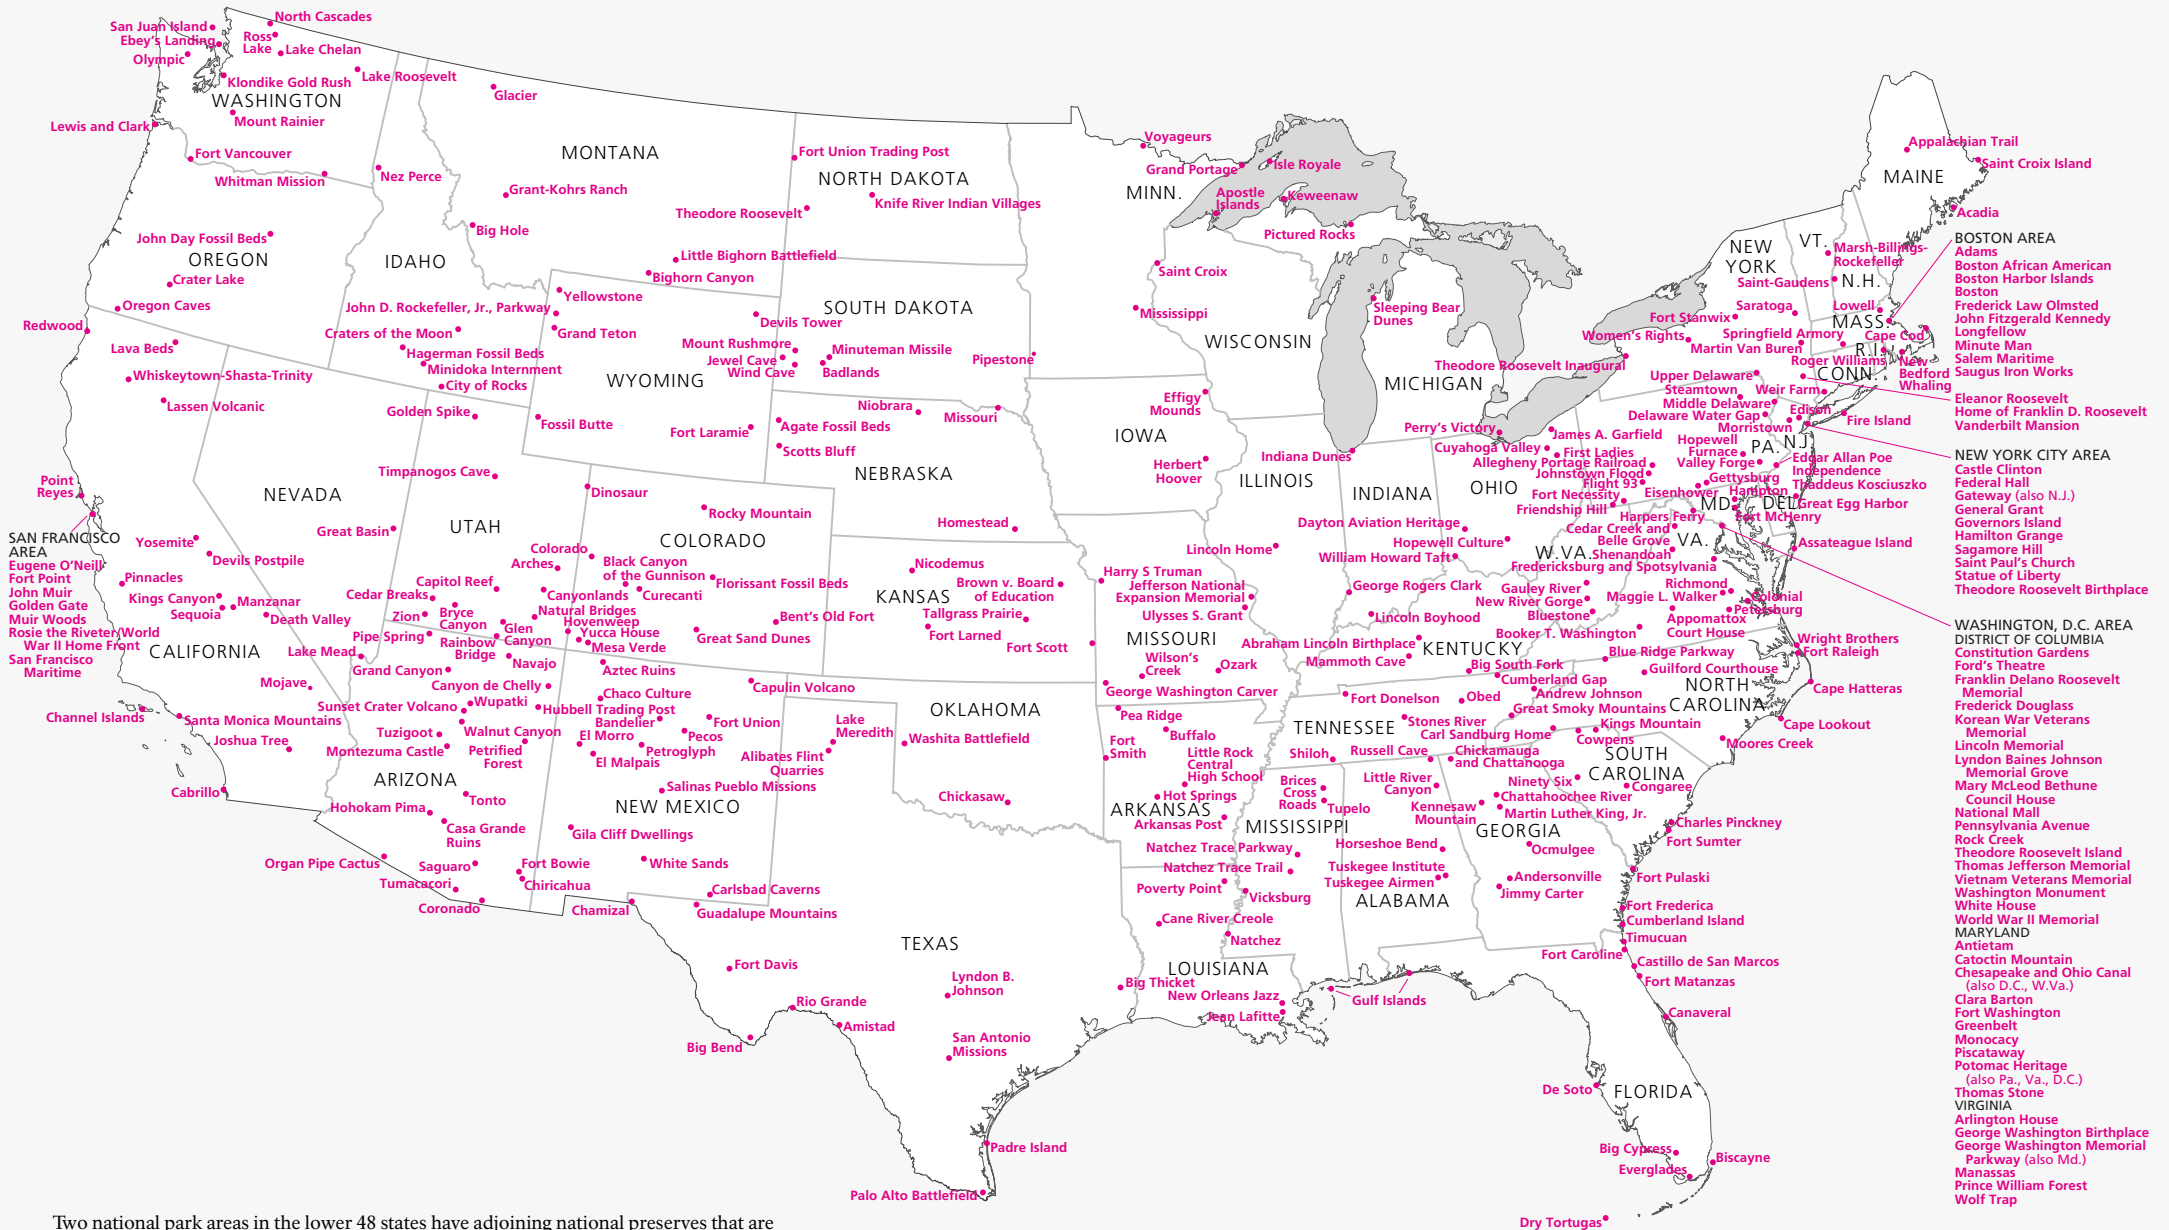 North Cascades
San Juan Island
Ebey's Landing
Ross
Lake
Lake Chelan
Olympic
Klondike Gold Rush
Lake Roosevelt
WASHINGTON
Mount Rainier
Lewis and Clark
Fort Vancouver
Whitman Mission
Nez Perce
Glacier
MONTANA
Grant-Kohrs Ranch
Big Hole
Little Bighorn Battlefield
Bighorn Canyon
Fort Union Trading Post
NORTH DAKOTA
Knife River Indian Villages
Theodore Roosevelt
John Day Fossil Beds
OREGON
Crater Lake
Oregon Caves
IDAHO
John D. Rockefeller, Jr., Parkway
Yellowstone
Craters of the Moon
Grand Teton
Hagerman Fossil Beds
Minidoka Internment
City of Rocks
SOUTH DAKOTA
Devils Tower
Mount Rushmore
Minuteman Missile
Jewel Cave
Wind Cave
Badlands
Pipestone
WYOMING
Redwood
Lava Beds
Whiskeytown-Shasta-Trinity
Lassen Volcanic
Golden Spike
Fossil Butte
Fort Laramie
Niobrara
Missouri
Agate Fossil Beds
Scotts Bluff
NEBRASKA
Homestead
Point
Reyes
NEVADA
Timpanogos Cave
Great Basin
UTAH
Dinosaur
Rocky Mountain
COLORADO
SAN FRANCISCO
AREA
Eugene O'Neill
Fort Point
John Muir
Golden Gate
Muir Woods
Rosie the Riveter/World
War II Home Front
San Francisco
Maritime
Yosemite
Devils Postpile
Pinnacles
Kings Canyon
Sequoia
Manzanar
Death Valley
CALIFORNIA
Lake Mead
Mojave
Channel Islands
Santa Monica Mountains
Joshua Tree
Cabrillo
Colorado
Arches
Black Canyon
of the Gunnison
Florissant Fossil Beds
Capitol Reef
Canyonlands
Curecanti
Cedar Breaks
Zion
Bryce
Canyon
Natural Bridges
Hovenweep
Bent's Old Fort
Glen
Canyon
Yucca House
Mesa Verde
Great Sand Dunes
Pipe Spring
Rainbow
Bridge
Navajo
Aztec Ruins
Grand Canyon
Canyon de Chelly
Chaco Culture
Capulin Volcano
Sunset Crater Volcano
Wupatki
Hubbell Trading Post
Bandelier
Fort Union
Tuzigoot
Walnut Canyon
El Morro
Pecos
Montezuma Castle
Petrified
Forest
Petroglyph
El Malpais
ARIZONA
Tonto
Salinas Pueblo Missions
NEW MEXICO
Hohokam Pima
Casa Grande
Ruins
Gila Cliff Dwellings
Organ Pipe Cactus
Saguaro
Fort Bowie
White Sands
Tumacacori
Chiricahua
Carlsbad Caverns
Coronado
Chamizal
Guadalupe Mountains
Nicodemus
Brown v. Board
of Education
KANSAS
Tallgrass Prairie
Fort Larned
Fort Scott
OKLAHOMA
Lake
Meredith
Washita Battlefield
Alibates Flint
Quarries
Chickasaw
TEXAS
Fort Davis
Lyndon B.
Johnson
Rio Grande
Amistad
Big Bend
San Antonio
Missions
Padre Island
Palo Alto Battlefield
Big Thicket
Voyageurs
Grand Portage
Isle Royale
MINN.
Apostle
Islands
Keweenaw
Pictured Rocks
Saint Croix
Mississippi
WISCONSIN
Sleeping Bear
Dunes
MICHIGAN
Effigy
Mounds
IOWA
Herbert
Hoover
ILLINOIS
Indiana Dunes
INDIANA
OHIO
Lincoln Home
Harry S Truman
Jefferson National
Expansion Memorial
Ulysses S. Grant
MISSOURI
Wilson's
Creek
Ozark
George Washington Carver
Pea Ridge
Buffalo
Fort
Smith
Little Rock
Central
High School
Hot Springs
ARKANSAS
Arkansas Post
Perry's Victory
Cuyahoga Valley
James A. Garfield
First Ladies
Allegheny Portage Railroad
Johnstown Flood
Flight 93
Fort Necessity
Friendship Hill
Dayton Aviation Heritage
Hopewell Culture
William Howard Taft
George Rogers Clark
Lincoln Boyhood
Abraham Lincoln Birthplace
Mammoth Cave
KENTUCKY
Big South Fork
Cumberland Gap
Fort Donelson
Obed
Andrew Johnson
Great Smoky Mountains
TENNESSEE
Stones River
Carl Sandburg Home
Shiloh
Russell Cave
Chickamauga
and Chattanooga
Brices
Cross
Roads
Tupelo
Little River
Canyon
Kennesaw
Mountain
Ninety Six
Chattahoochee River
Martin Luther King, Jr.
MISSISSIPPI
GEORGIA
Natchez Trace Parkway
Horseshoe Bend
Ocmulgee
Natchez Trace Trail
Tuskegee Institute
Tuskegee Airmen
Andersonville
Jimmy Carter
Poverty Point
Vicksburg
ALABAMA
Cane River Creole
Natchez
LOUISIANA
New Orleans Jazz
Jean Lafitte
Gulf Islands
Kings Mountain
Cowpens
SOUTH
CAROLINA
Congaree
Charles Pinckney
Fort Sumter
Fort Pulaski
Fort Frederica
Cumberland Island
Timucuan
Fort Caroline
Castillo de San Marcos
Fort Matanzas
Canaveral
De Soto
FLORIDA
Big Cypress
Biscayne
Everglades
Dry Tortugas
W.VA.
Gauley River
New River Gorge
Bluestone
Booker T. Washington
Blue Ridge Parkway
Guilford Courthouse
NORTH
CAROLINA
Moores Creek
Cape Lookout
Cape Hatteras
Wright Brothers
Fort Raleigh
Harpers Ferry
Cedar Creek and
Belle Grove
VA.
Shenandoah
Fredericksburg and Spotsylvania
Richmond
Maggie L. Walker
Colonial
Petersburg
Appomattox
Court House
Assateague Island
MD.
DEL.
Fort McHenry
Hampton
Great Egg Harbor
Eisenhower
Gettysburg
Theodore Roosevelt Inaugural
Women's Rights
Fort Stanwix
Saratoga
NEW
YORK
Martin Van Buren
Springfield Armory
Upper Delaware
Steamtown
Middle Delaware
Delaware Water Gap
Morristown
Weir Farm
Edison
Hopewell
Furnace
Valley Forge
PA.
N.J.
Edgar Allan Poe
Independence
Thaddeus Kosciuszko
Fire Island
VT.
Marsh-Billings-
Rockefeller
Saint-Gaudens
N.H.
Lowell
MASS.
Cape Cod
R.I.
Roger Williams
CONN.
New
Bedford
Whaling
Appalachian Trail
Saint Croix Island
MAINE
Acadia
BOSTON AREA
Adams
Boston African American
Boston Harbor Islands
Boston
Frederick Law Olmsted
John Fitzgerald Kennedy
Longfellow
Minute Man
Salem Maritime
Saugus Iron Works
Eleanor Roosevelt
Home of Franklin D. Roosevelt
Vanderbilt Mansion
NEW YORK CITY AREA
Castle Clinton
Federal Hall
Gateway (also N.J.)
General Grant
Governors Island
Hamilton Grange
Sagamore Hill
Saint Paul's Church
Statue of Liberty
Theodore Roosevelt Birthplace
WASHINGTON, D.C. AREA
DISTRICT OF COLUMBIA
Constitution Gardens
Ford's Theatre
Franklin Delano Roosevelt
Memorial
Frederick Douglass
Korean War Veterans
Memorial
Lincoln Memorial
Lyndon Baines Johnson
Memorial Grove
Mary McLeod Bethune
Council House
National Mall
Pennsylvania Avenue
Rock Creek
Theodore Roosevelt Island
Thomas Jefferson Memorial
Vietnam Veterans Memorial
Washington Monument
White House
World War II Memorial
MARYLAND
Antietam
Catoctin Mountain
Chesapeake and Ohio Canal
(also D.C., W.Va.)
Clara Barton
Fort Washington
Greenbelt
Monocacy
Piscataway
Potomac Heritage
(also Pa., Va., D.C.)
Thomas Stone
VIRGINIA
Arlington House
George Washington Birthplace
George Washington Memorial
Parkway (also Md.)
Manassas
Prince William Forest
Wolf Trap
Two national park areas in the lower 48 states have adjoining national preserves that are